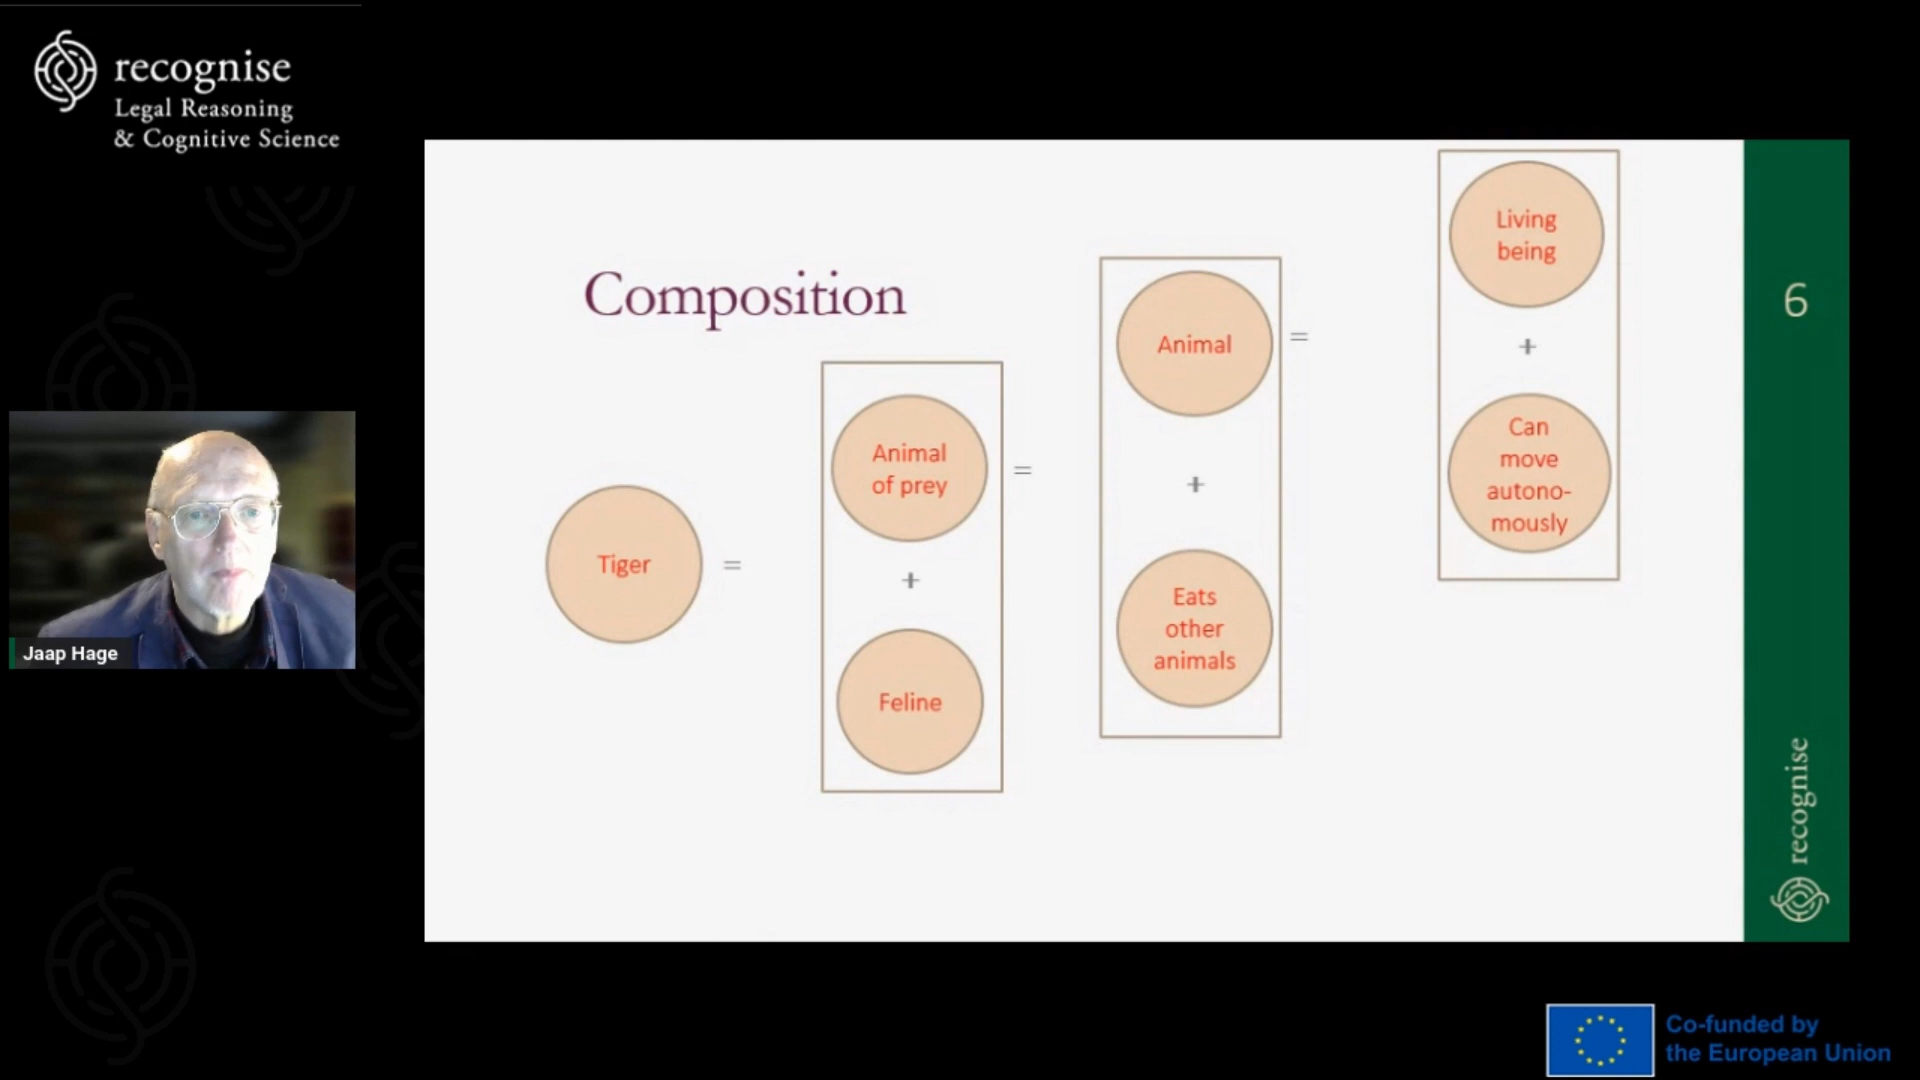 recognise
Legal Reasoning
& Cognitive Science
Jaap Hage
Composition
Tiger
=
Animal
of prey
+
Feline
=
Animal
+
Eats
other
animals
=
Living
being
+
Can
move
autono-
mously
6
recognise
Co-funded by
the European Union